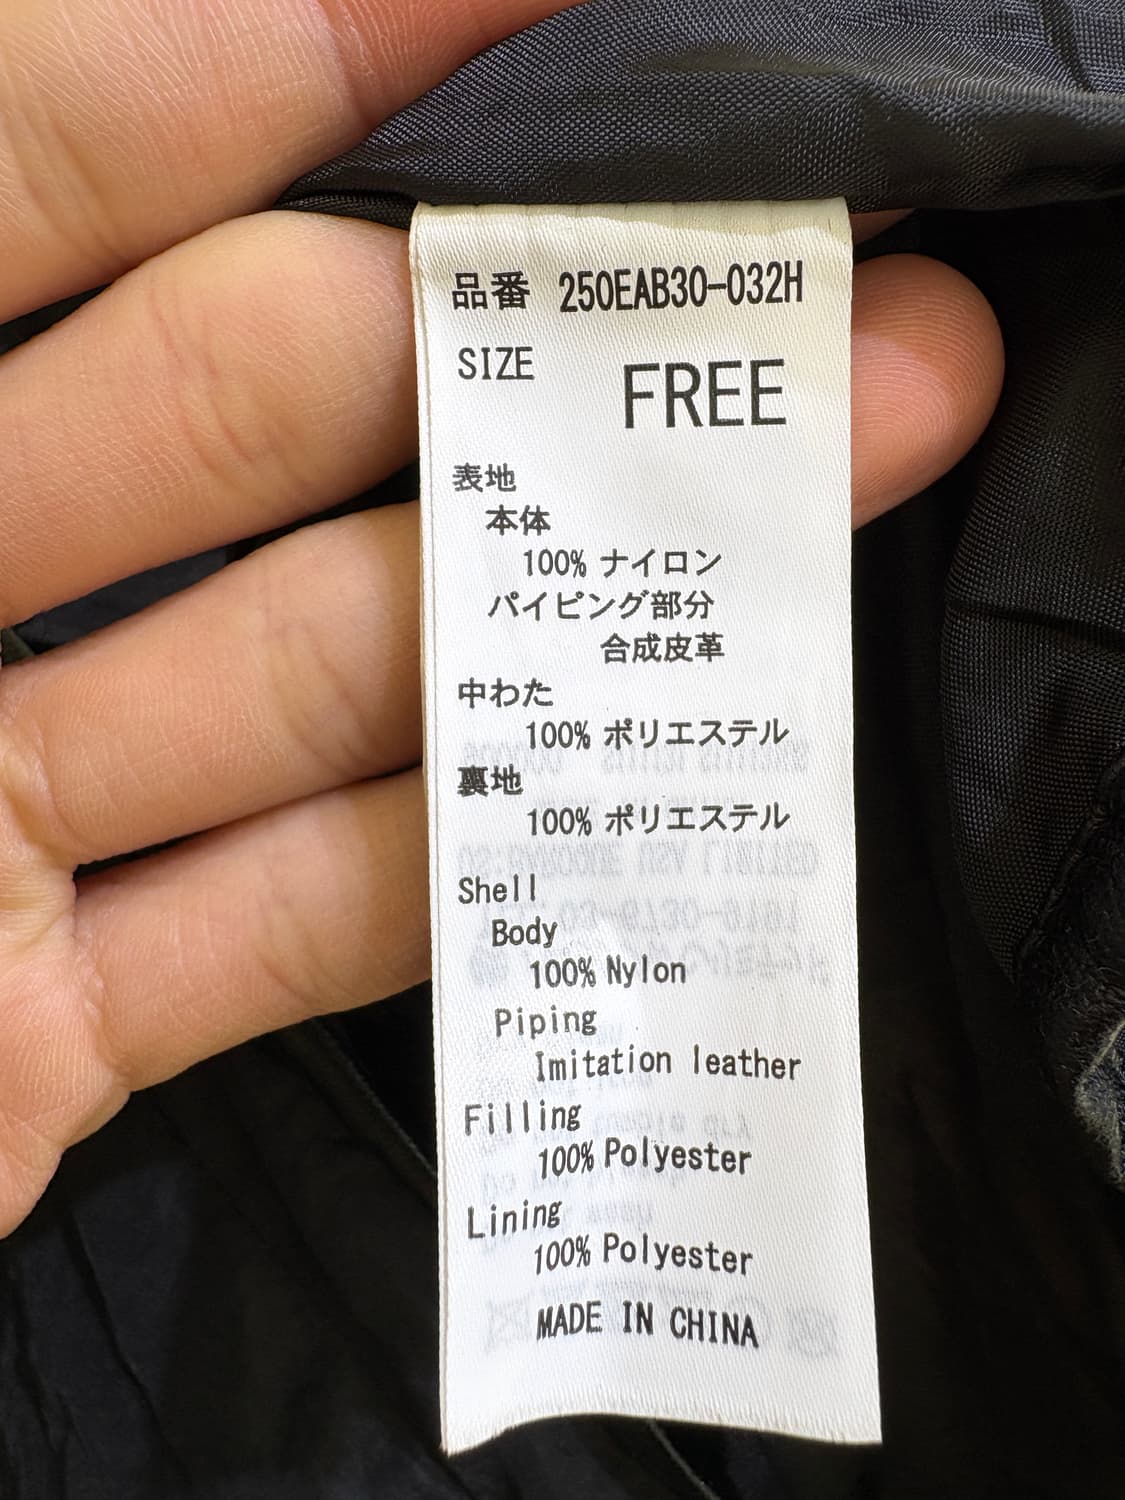 品番 250EAB30-032H
SIZE FREE
表地
本体
100% ナイロン
パイピング部分
合成皮革
中わた
100% ポリエステル
裏地
100% ポリエステル
Shell
Body
100% Nylon
Piping
Imitation leather
Filling
100% Polyester
Lining
100% Polyester
MADE IN CHINA